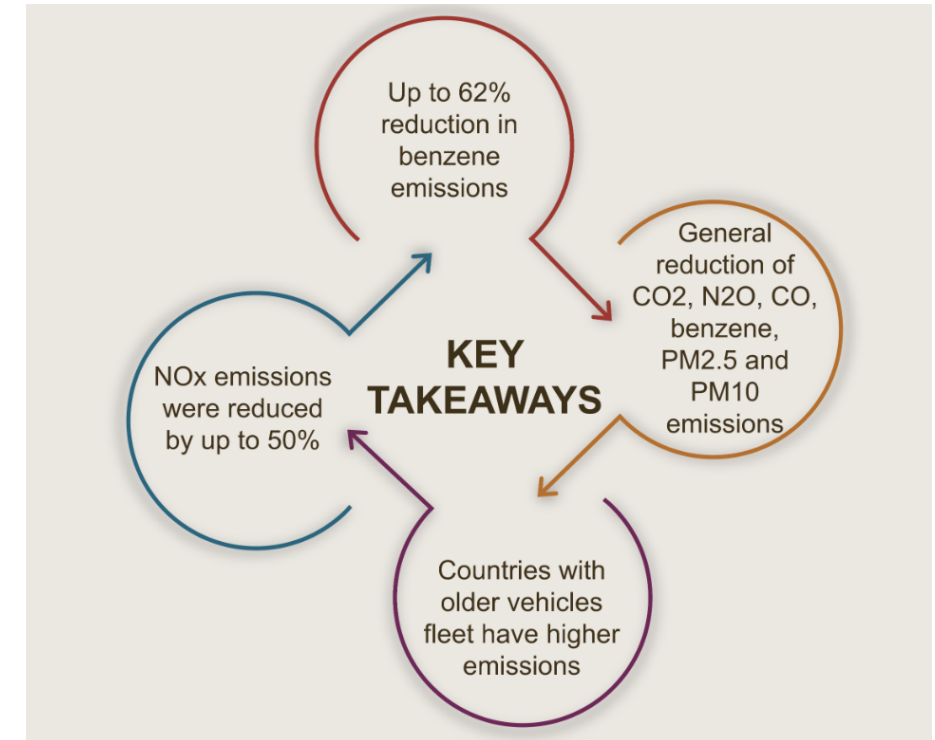 Up to 62%
reduction in
benzene
emissions
General
reduction of
CO2, N2O, CO,
benzene,
PM2.5 and
PM10
emissions
KEY
TAKEAWAYS
NOx emissions
were reduced
by up to 50%
Countries with
older vehicles
fleet have higher
emissions